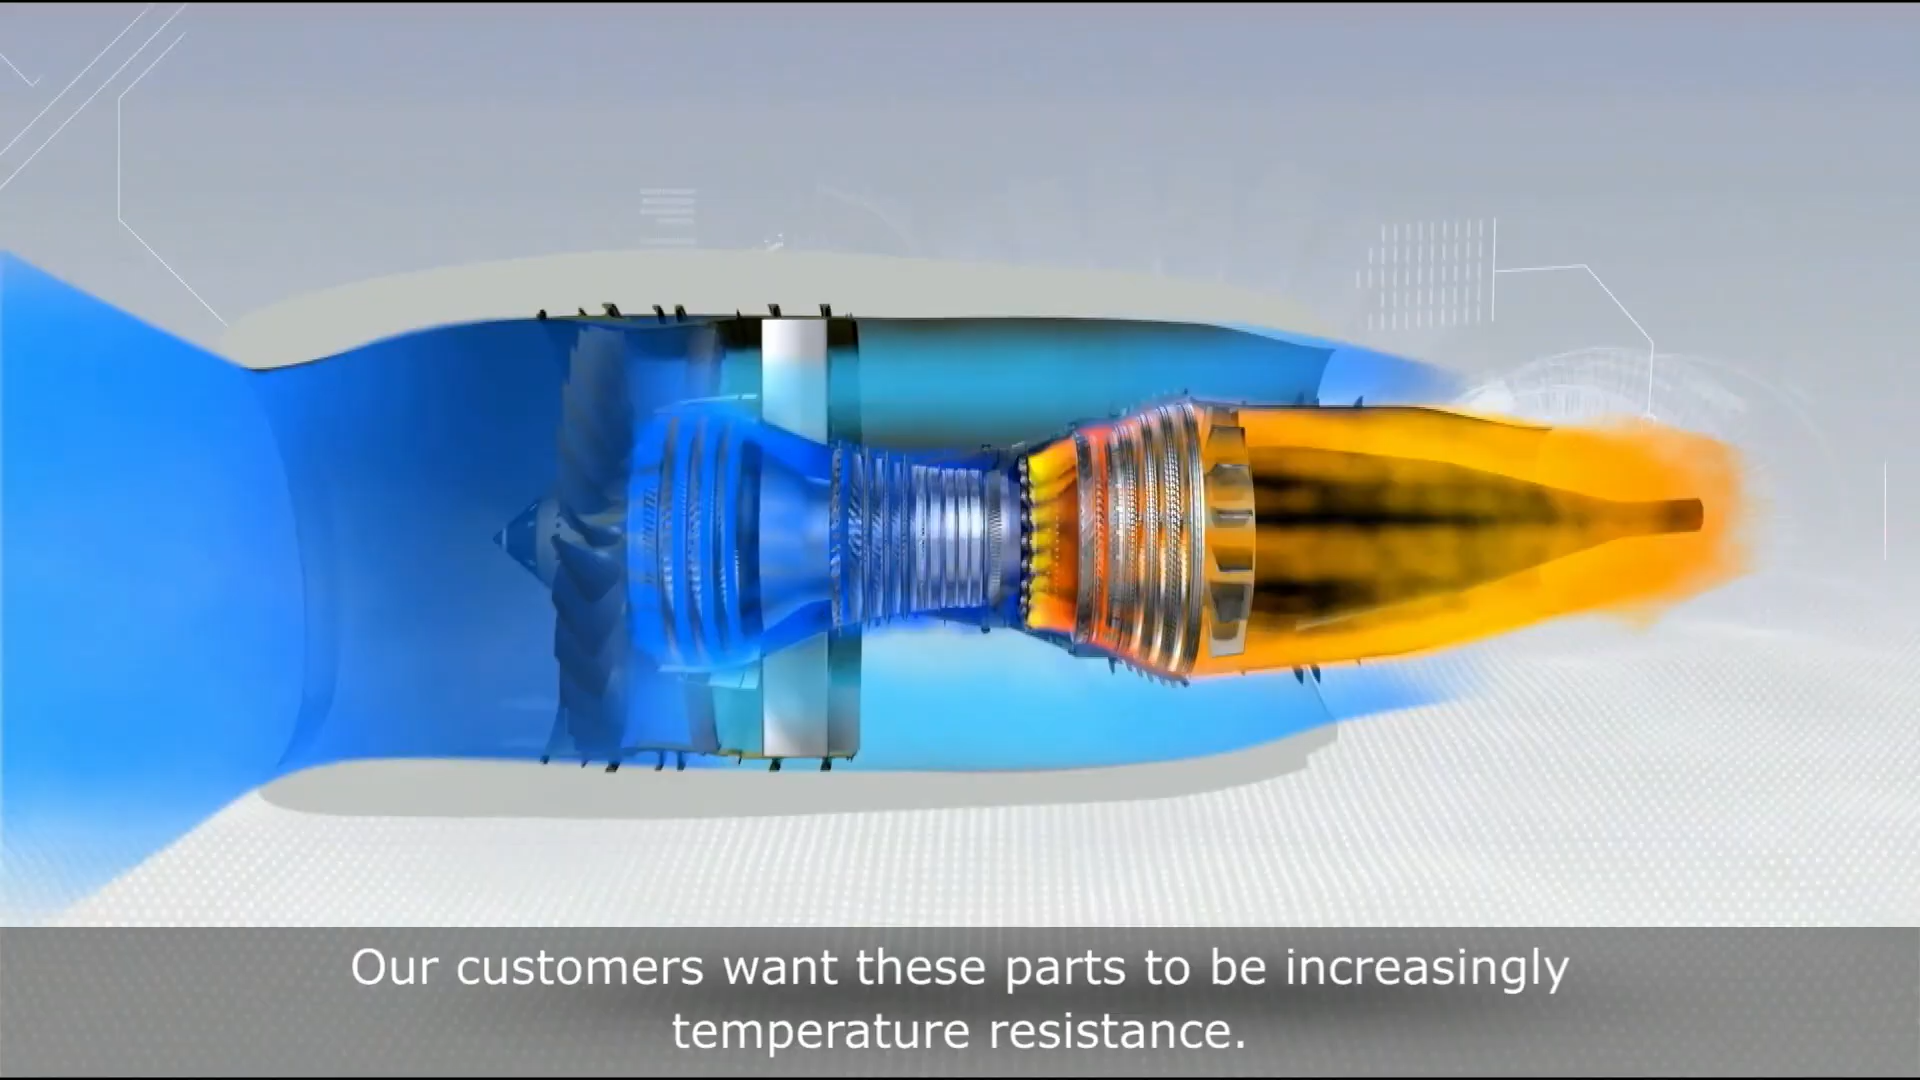 Our customers want these parts to be increasingly
temperature resistance.